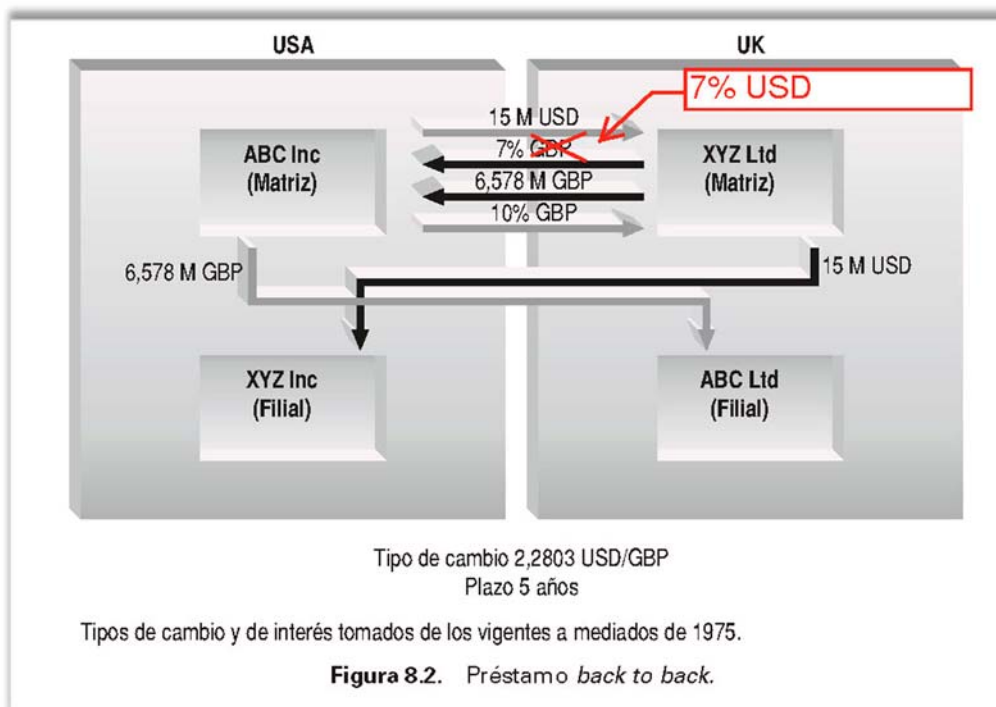 USA
UK
7% USD
15 M USD
7% GBP
6,578 M GBP
10% GBP
ABC Inc
(Matriz)
XYZ Ltd
(Matriz)
6,578 M GBP
15 M USD
XYZ Inc
(Filial)
ABC Ltd
(Filial)
Tipo de cambio 2,2803 USD/GBP
Plazo 5 años
Tipos de cambio y de interés tomados de los vigentes a mediados de 1975.
Figura 8.2. Préstamo back to back.